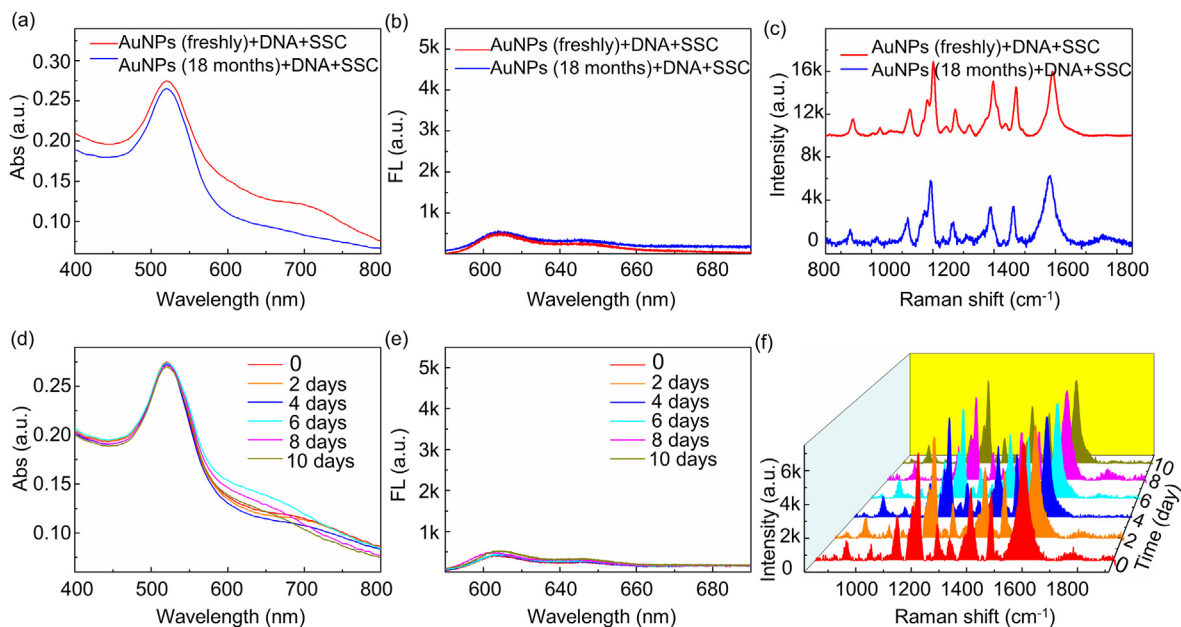 (a)
AuNPs (freshly)+DNA+SSC
AuNPs (18 months)+DNA+SSC
0.30
0.25
0.20
0.15
0.10
Abs (a.u.)
400 500 600 700 800
Wavelength (nm)
(b)
AuNPs (freshly)+DNA+SSC
AuNPs (18 months)+DNA+SSC
5k
4k
3k
2k
1k
FL (a.u.)
600 620 640 660 680
Wavelength (nm)
(c)
AuNPs (freshly)+DNA+SSC
AuNPs (18 months)+DNA+SSC
16k
12k
8k
4k
0
Intensity (a.u.)
800 1000 1200 1400 1600 1800
Raman shift (cm-1)
(d)
0
2 days
4 days
6 days
8 days
10 days
0.25
0.20
0.15
0.10
Abs (a.u.)
400 500 600 700 800
Wavelength (nm)
(e)
0
2 days
4 days
6 days
8 days
10 days
5k
4k
3k
2k
1k
FL (a.u.)
600 620 640 660 680
Wavelength (nm)
(f)
6k
4k
2k
0
Intensity (a.u.)
1000 1200 1400 1600 1800
Raman shift (cm-1)
10
8
6
4
2
0
Time (day)